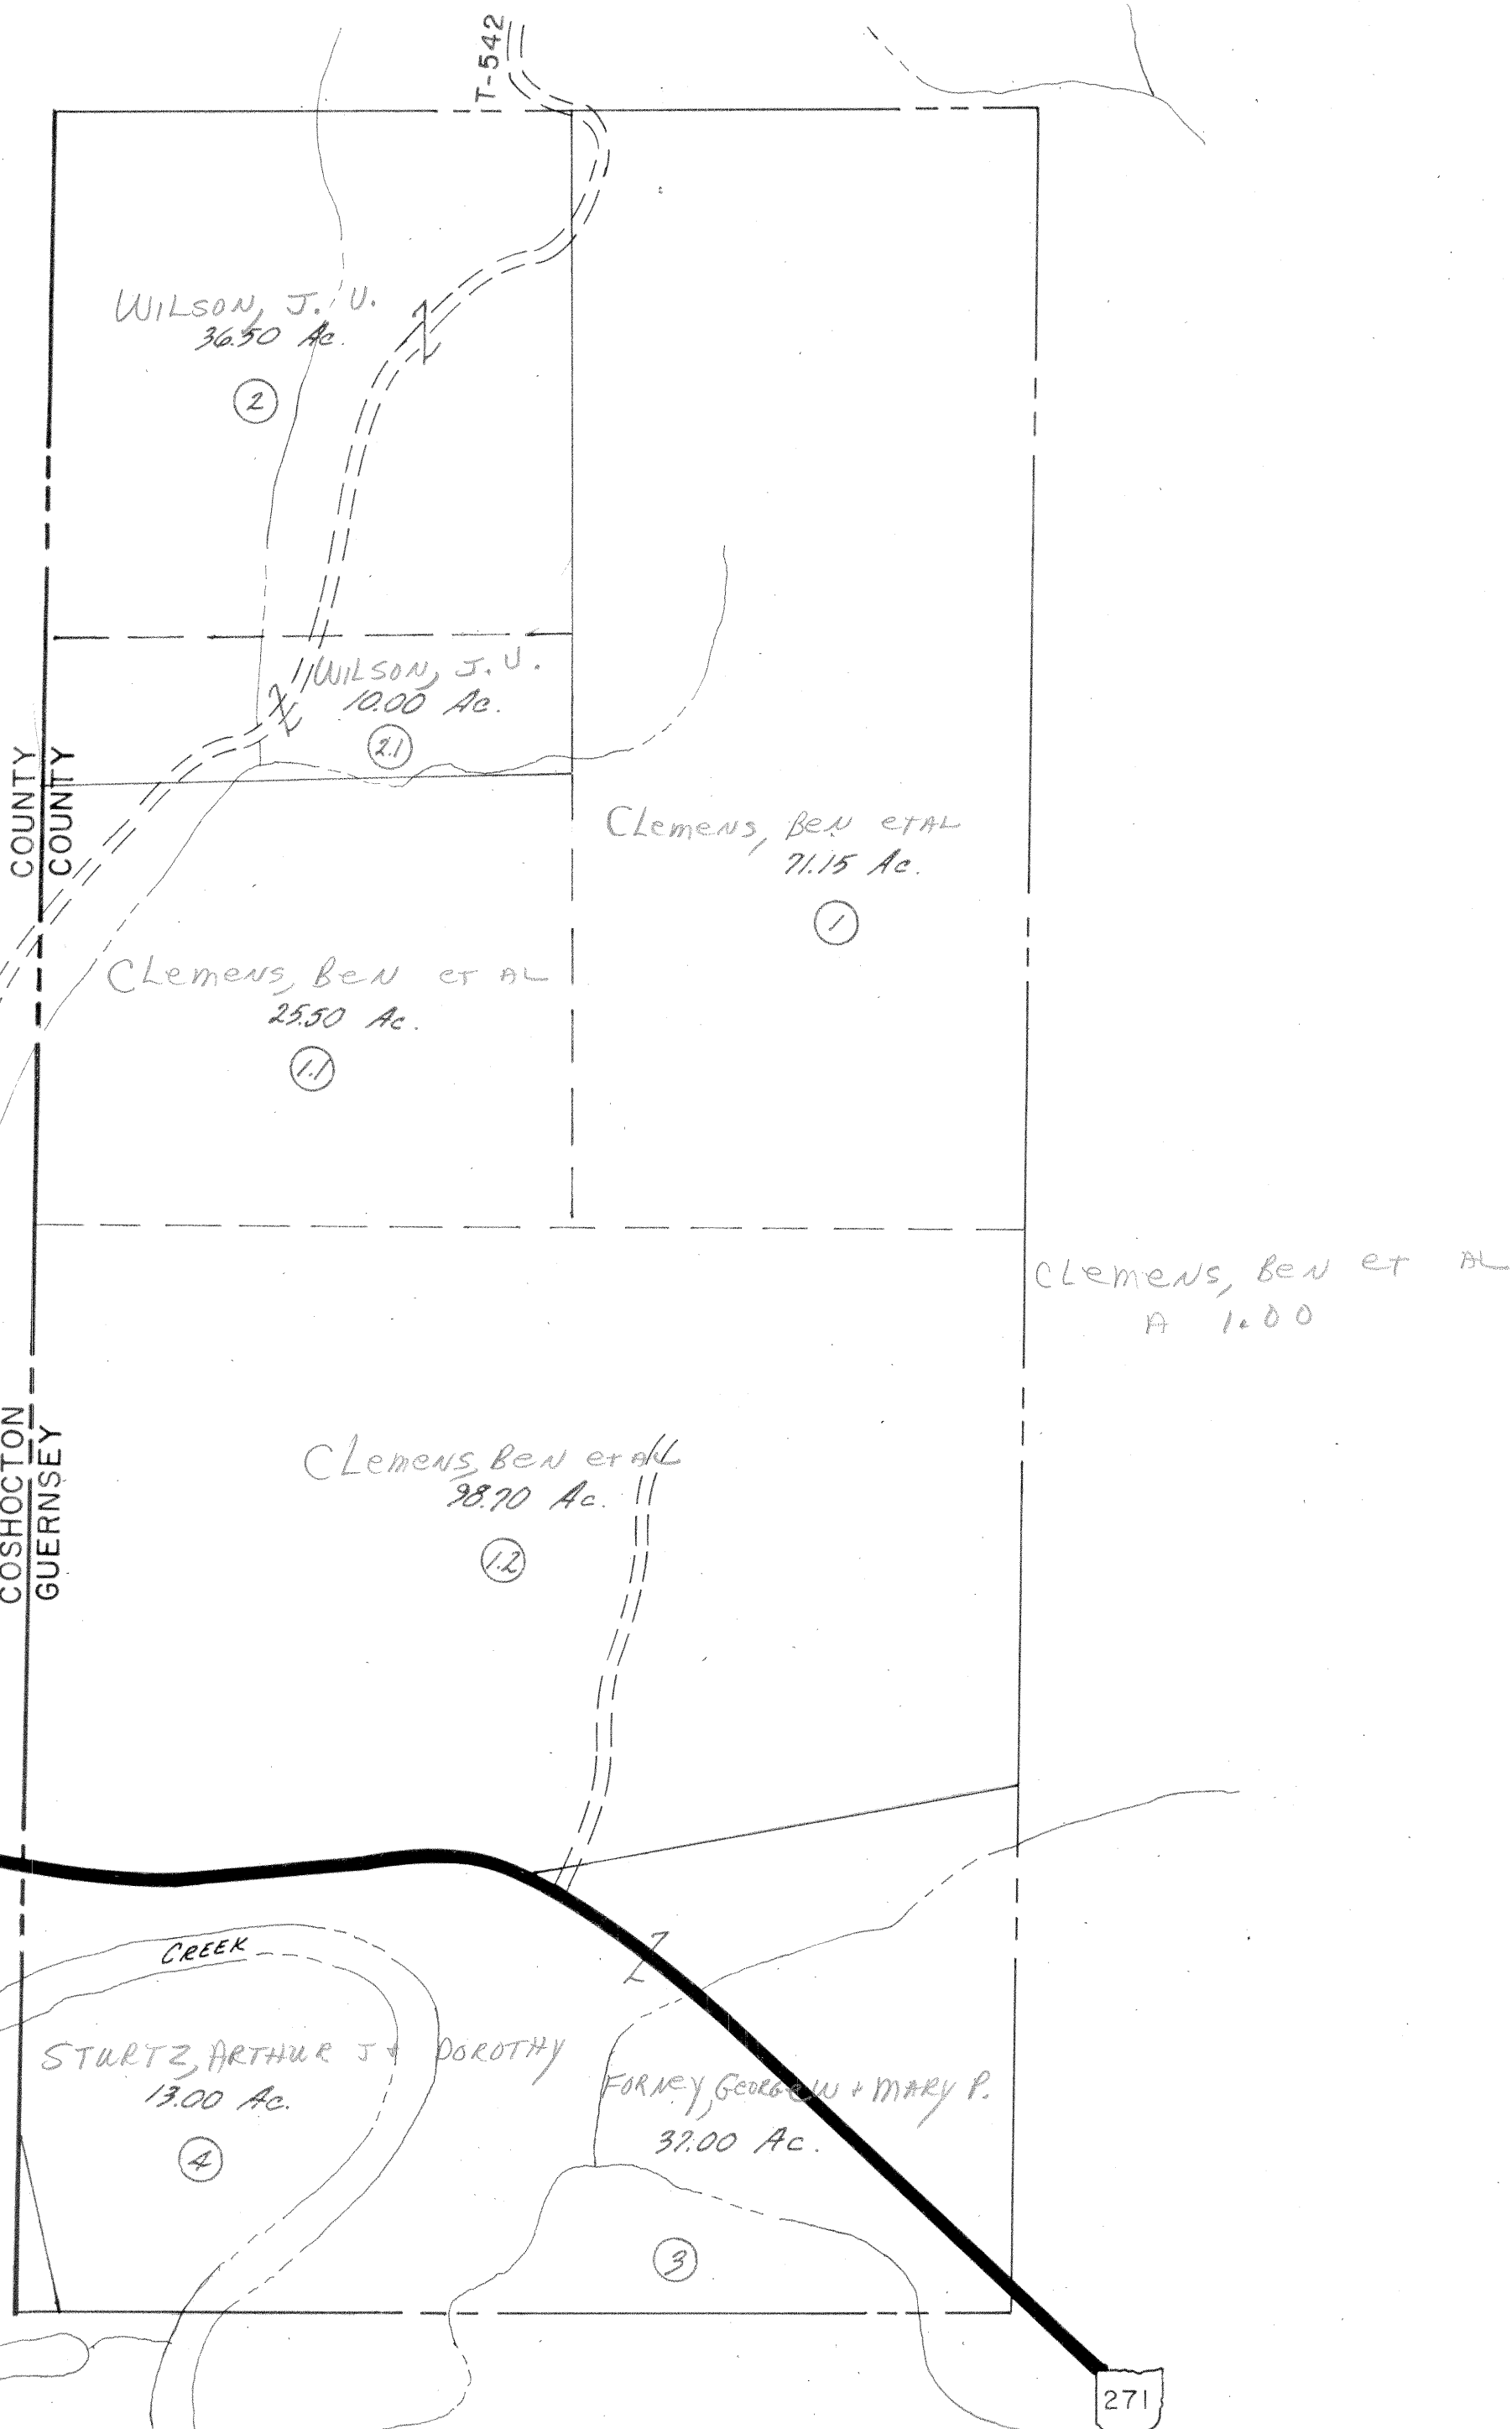 T-542
WILSON, J. U.
36.50 Ac.
2
WILSON, J. U.
10.00 Ac.
2.1
COUNTY
COUNTY
Clemens, Ben et AL
71.15 Ac.
1
Clemens, Ben et AL
25.50 Ac.
1.1
Clemens, Ben et AL
A 1.00
COSHOCTON
GUERNSEY
Clemens, Ben et AL
98.70 Ac.
1.2
CREEK
STURTZ, ARTHUR J + DOROTHY
13.00 Ac.
4
FORNEY, GEORGE W + MARY P.
37.00 Ac.
3
271